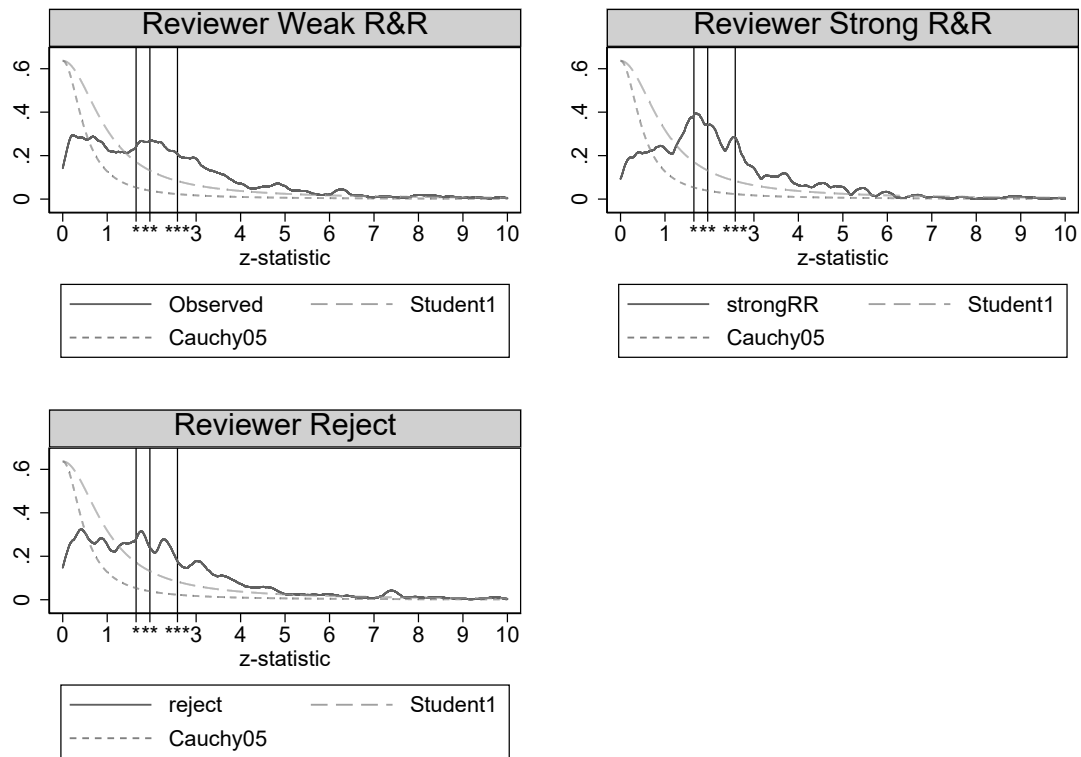 Reviewer Weak R&R
.6
.4
.2
0
0 1 *** ***3 4 5 6 7 8 9 10
z-statistic
Observed Student1
Cauchy05
Reviewer Strong R&R
.6
.4
.2
0
0 1 *** ***3 4 5 6 7 8 9 10
z-statistic
strongRR Student1
Cauchy05
Reviewer Reject
.6
.4
.2
0
0 1 *** ***3 4 5 6 7 8 9 10
z-statistic
reject Student1
Cauchy05